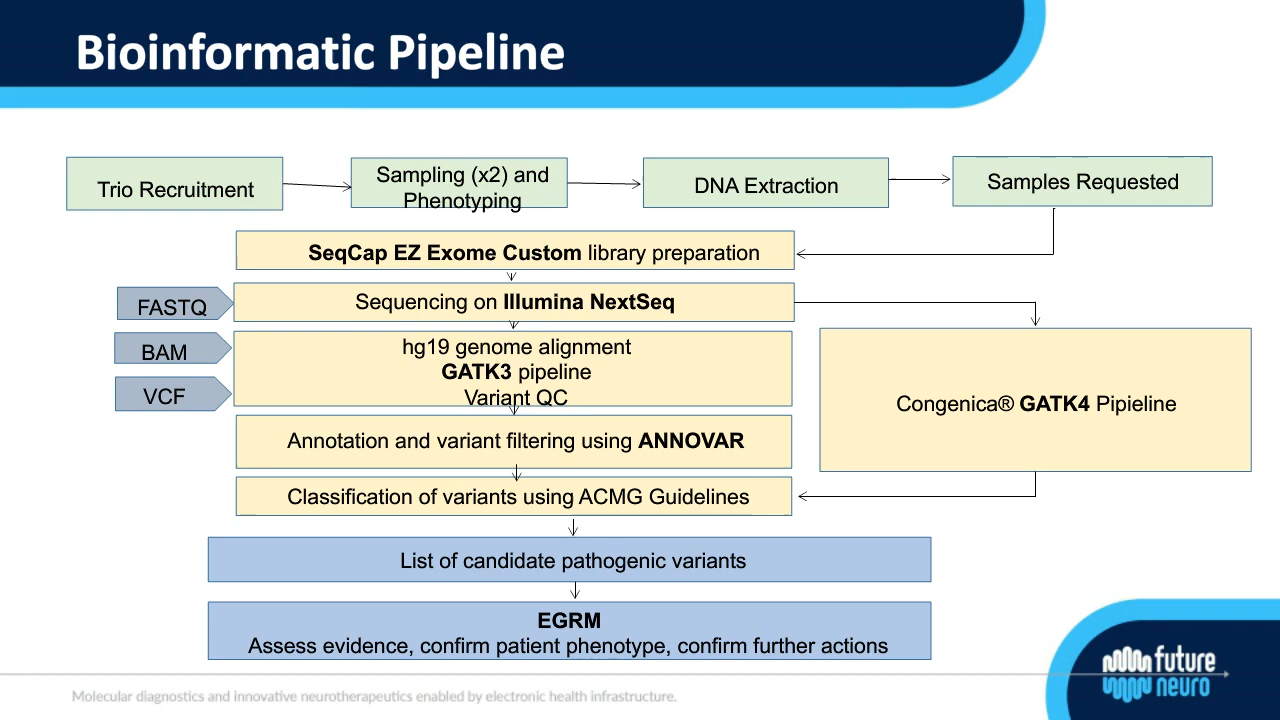 Bioinformatic Pipeline
Trio Recruitment
Sampling (x2) and
Phenotyping
DNA Extraction
Samples Requested
SeqCap EZ Exome Custom library preparation
FASTQ
Sequencing on Illumina NextSeq
BAM
VCF
hg19 genome alignment
GATK3 pipeline
Variant QC
Congenica® GATK4 Pipieline
Annotation and variant filtering using ANNOVAR
Classification of variants using ACMG Guidelines
List of candidate pathogenic variants
EGRM
Assess evidence, confirm patient phenotype, confirm further actions
future
neuro
Molecular diagnostics and innovative neurotherapeutics enabled by electronic health infrastructure.